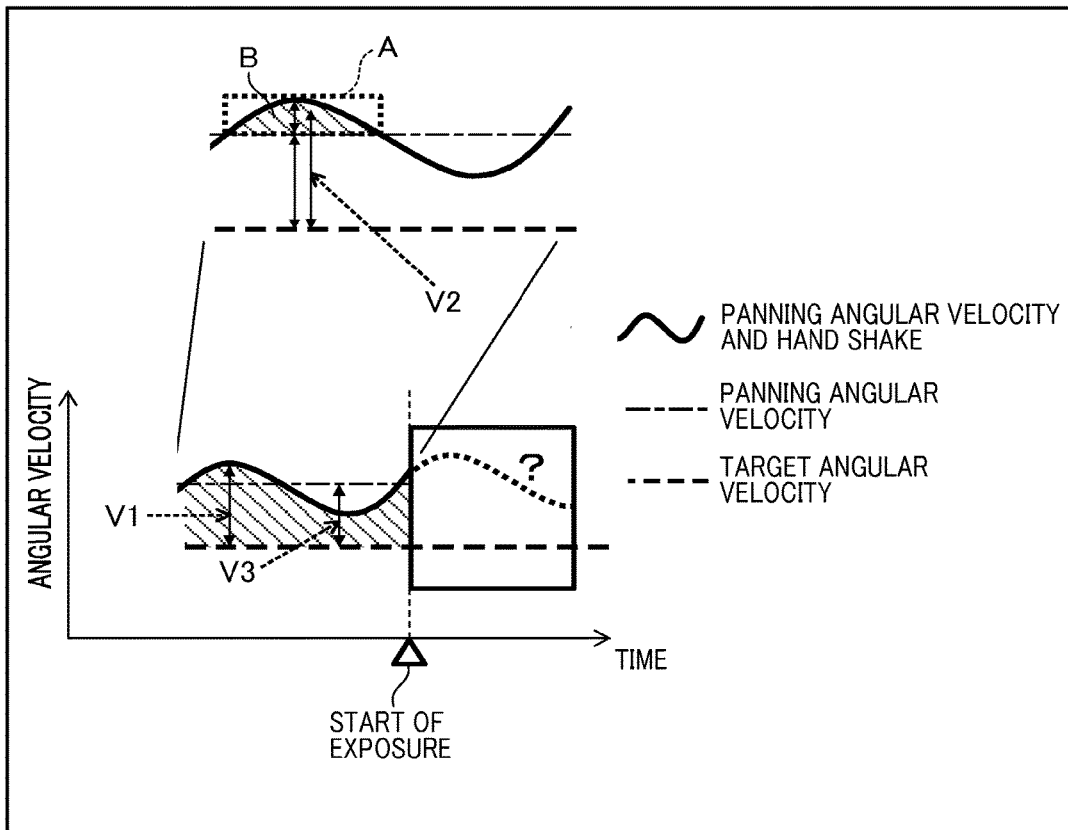 A
B
V2
PANNING ANGULAR VELOCITY
AND HAND SHAKE
PANNING ANGULAR
VELOCITY
TARGET ANGULAR
VELOCITY
ANGULAR VELOCITY
V1
V3
?
TIME
START OF
EXPOSURE